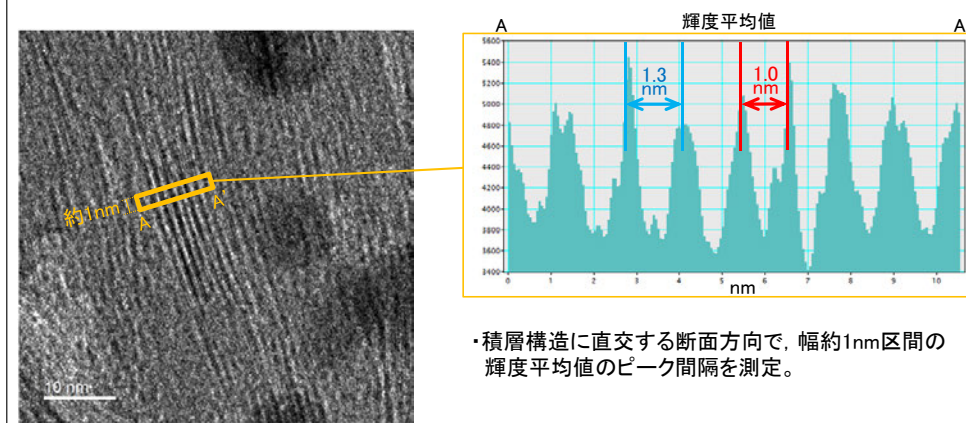 輝度平均値
A
A
5600
5400
5200
5000
4800
4600
4400
4200
4000
3800
3600
3400
1.3
nm
1.0
nm
0
1
2
3
4
5
6
7
8
9
10
nm
約1nm
A
A'
10 nm
・積層構造に直交する断面方向で，幅約1nm区間の
輝度平均値のピーク間隔を測定。